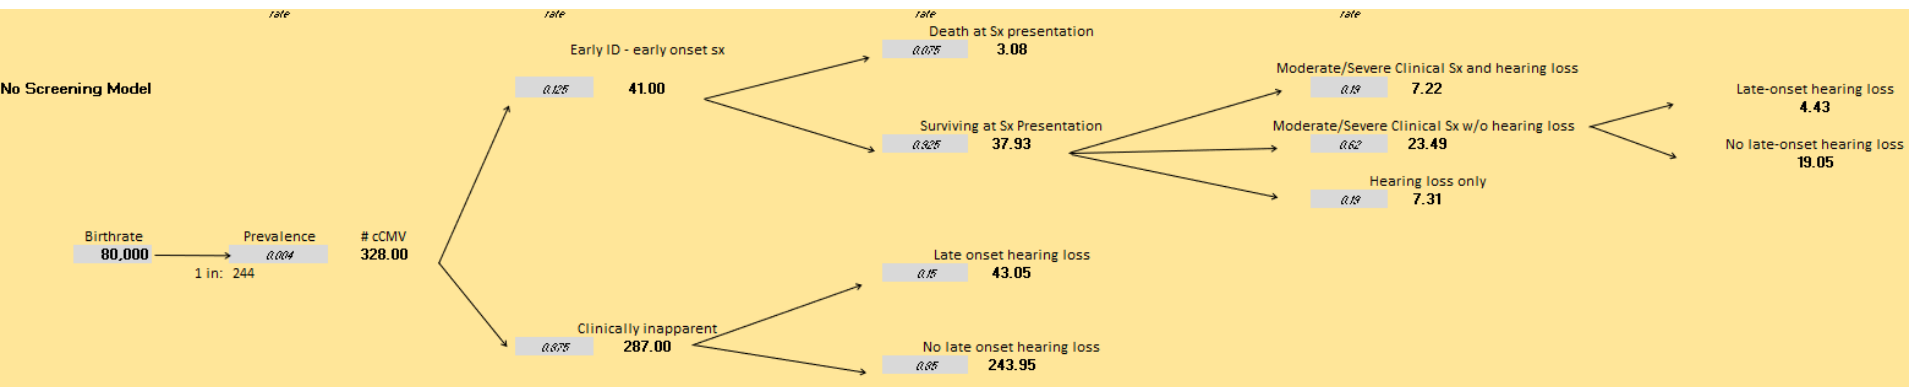 rate rate rate rate
Death at Sx presentation
0.075 3.08
Early ID - early onset sx
0.125 41.00
No Screening Model
Moderate/Severe Clinical Sx and hearing loss
0.19 7.22
Late-onset hearing loss
4.43
Surviving at Sx Presentation
0.925 37.93
Moderate/Severe Clinical Sx w/o hearing loss
0.62 23.49
No late-onset hearing loss
19.05
Hearing loss only
0.19 7.31
Birthrate Prevalence # cCMV
80,000 0.004 328.00
1 in: 244
Late onset hearing loss
0.15 43.05
Clinically inapparent
0.875 287.00
No late onset hearing loss
0.85 243.95